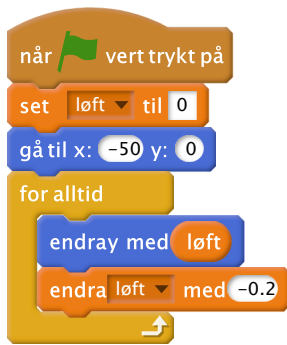 når vert trykt på
set løft til 0
gå til x: -50 y: 0
for alltid
endray med løft
endra løft med -0.2